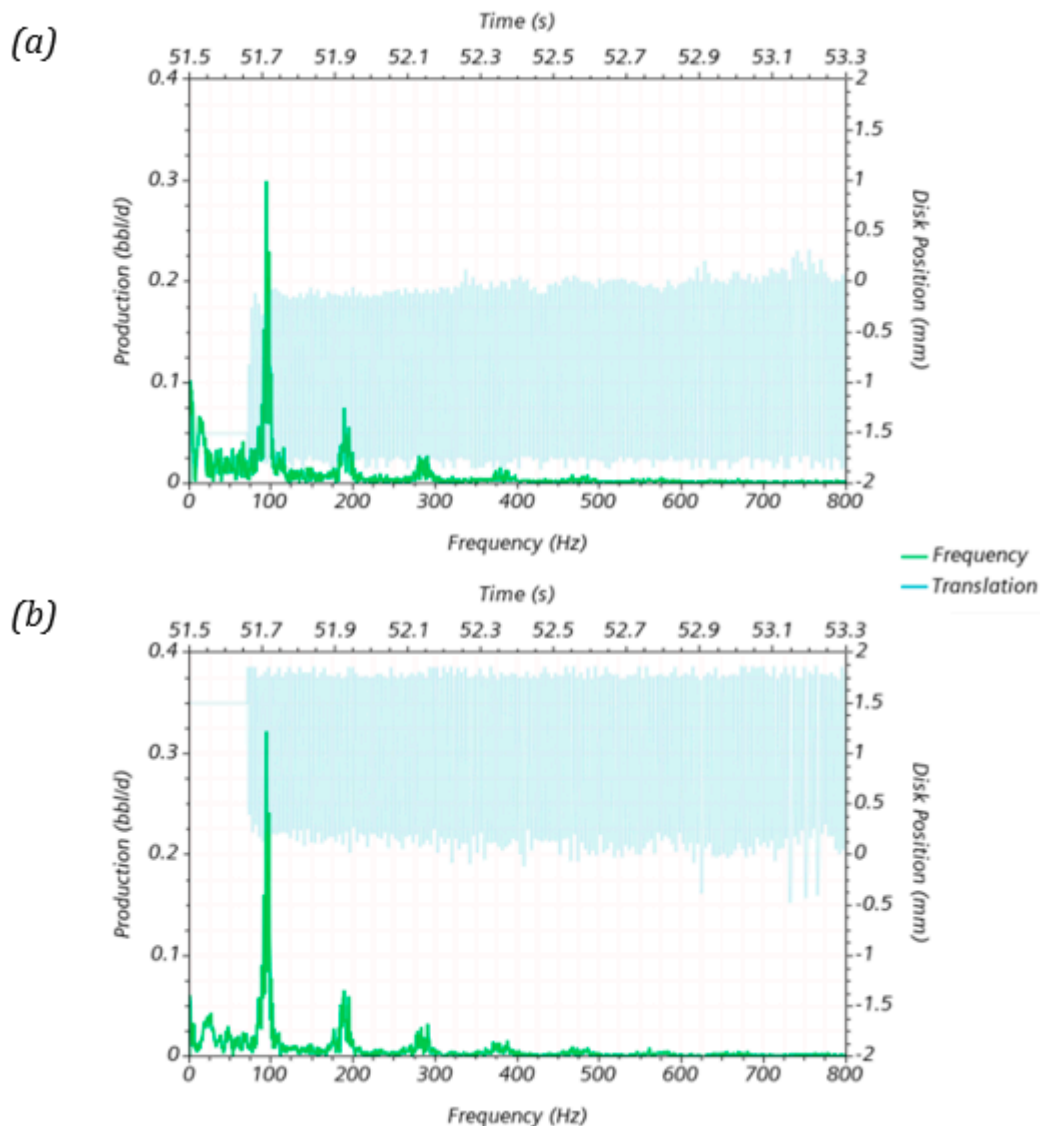 (a)
Time (s)
51.5 51.7 51.9 52.1 52.3 52.5 52.7 52.9 53.1 53.3
Production (bbl/d)
0.4
0.3
0.2
0.1
0
2
1.5
1
0.5
0
-0.5
-1
-1.5
-2
Disk Position (mm)
0 100 200 300 400 500 600 700 800
Frequency (Hz)
Frequency
Translation
(b)
Time (s)
51.5 51.7 51.9 52.1 52.3 52.5 52.7 52.9 53.1 53.3
Production (bbl/d)
0.4
0.3
0.2
0.1
0
2
1.5
1
0.5
0
-0.5
-1
-1.5
-2
Disk Position (mm)
0 100 200 300 400 500 600 700 800
Frequency (Hz)